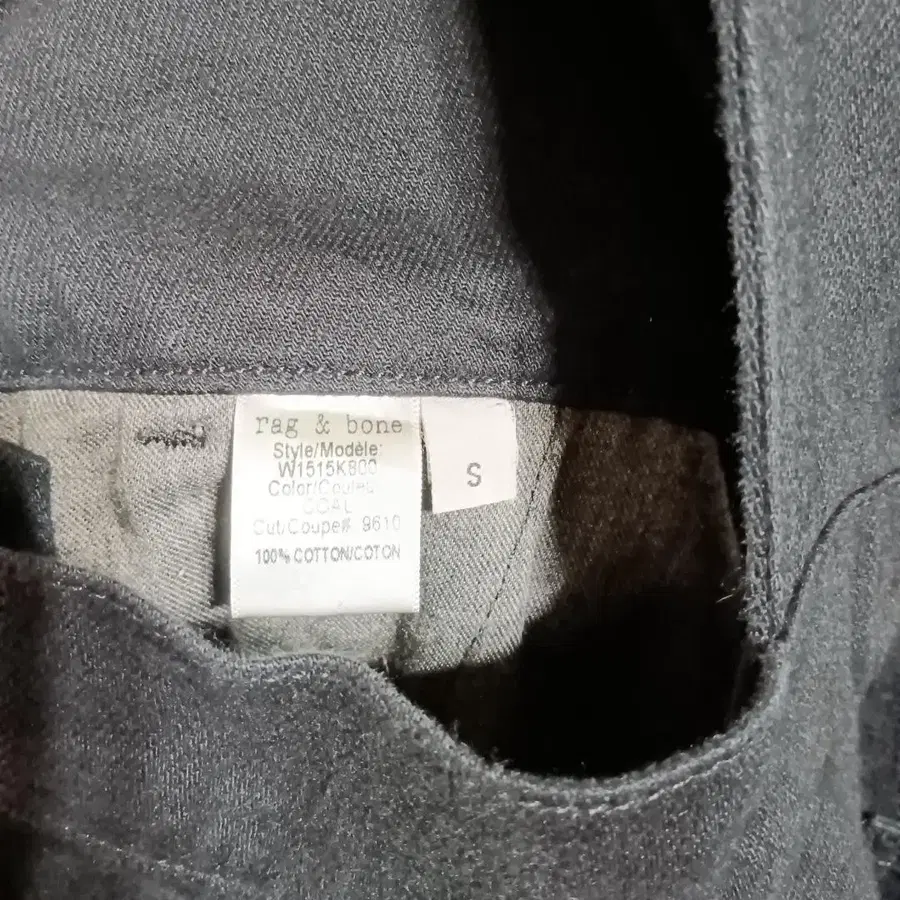 rag & bone
Style/Modèle:
W1515K800
Color/Couleur
COAL
Cut/Coupe#: 9610
100% COTTON/COTON
S